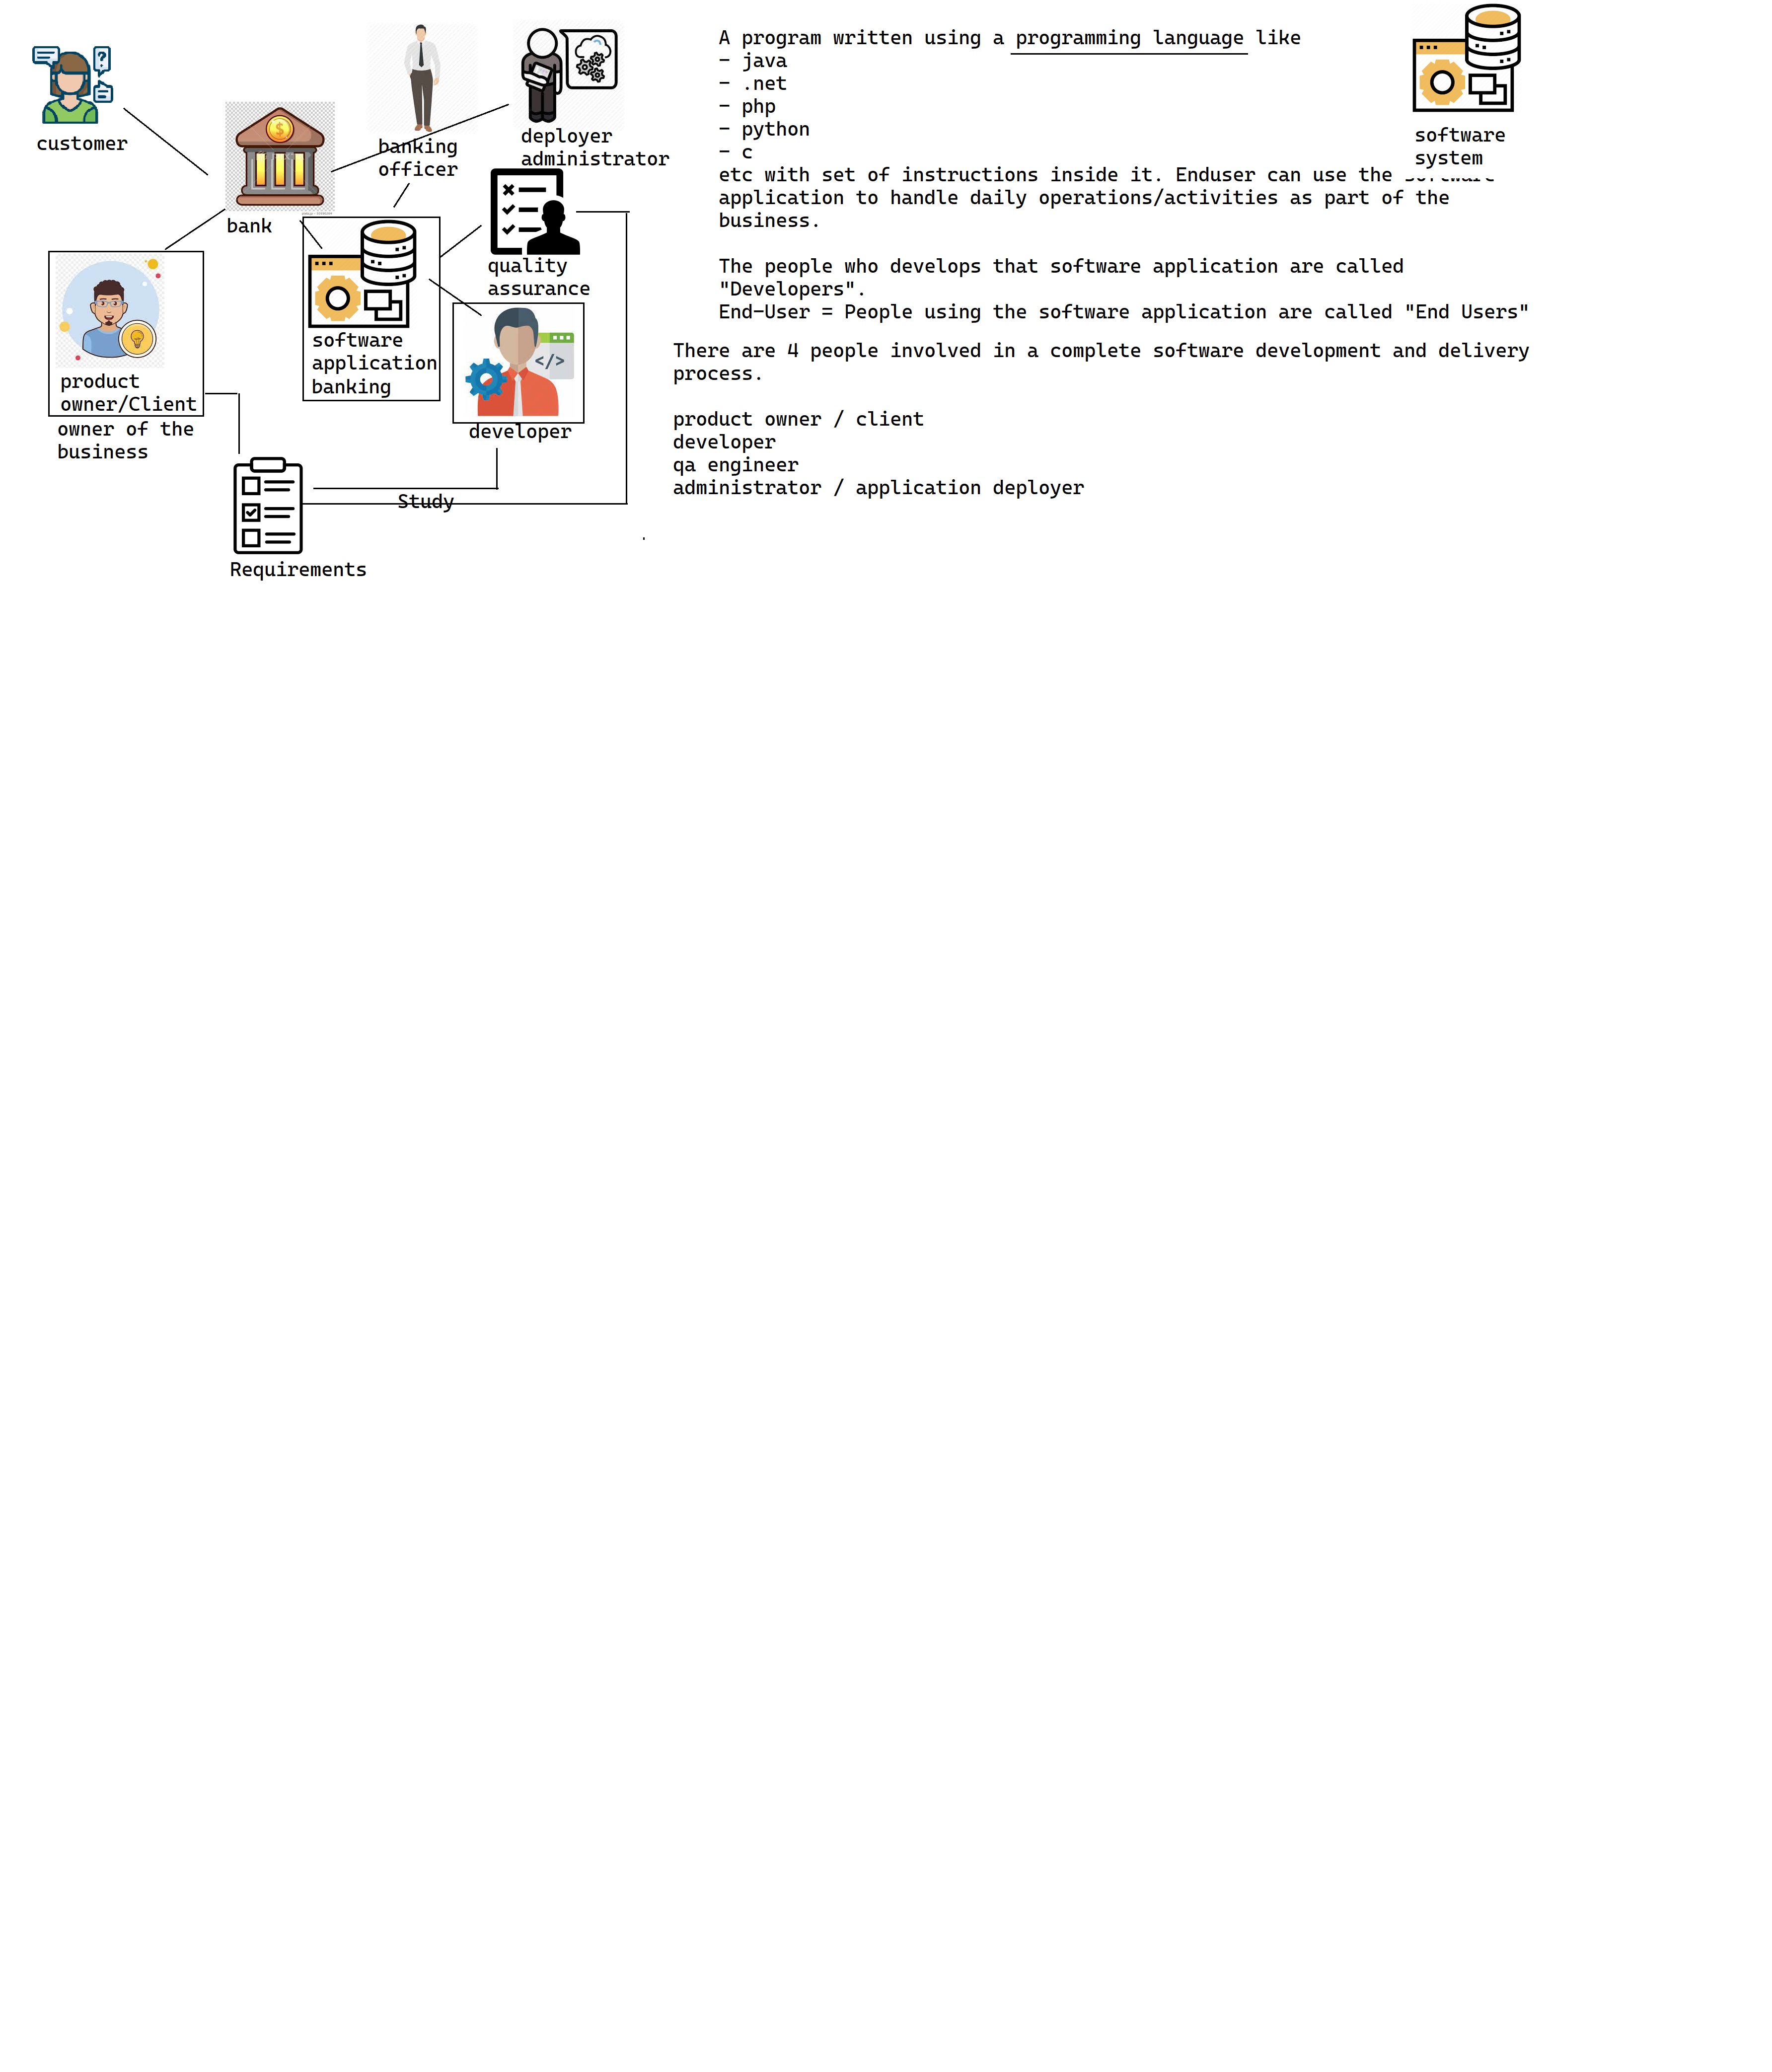 customer
bank
banking
officer
deployer
administrator
quality
assurance
software
application
banking
product
owner/Client
owner of the
business
developer
Study
Requirements
A program written using a programming language like
- java
- .net
- php
- python
- c
etc with set of instructions inside it. Enduser can use the software
application to handle daily operations/activities as part of the
business.
The people who develops that software application are called
"Developers".
End-User = People using the software application are called "End Users"
There are 4 people involved in a complete software development and delivery
process.
product owner / client
developer
qa engineer
administrator / application deployer
software
system